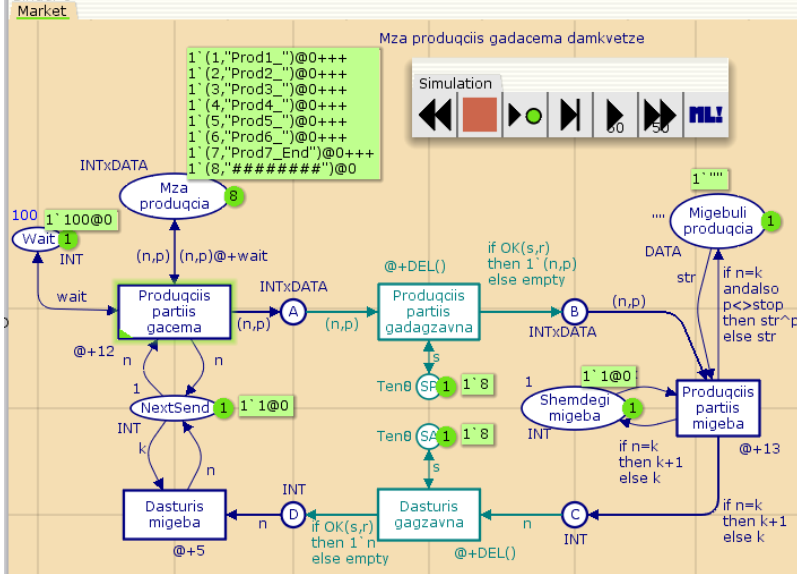 Market
Mza produqciis gadacema damkvetze
1`(1,"Prod1_")@0+++
1`(2,"Prod2_")@0+++
1`(3,"Prod3_")@0+++
1`(4,"Prod4_")@0+++
1`(5,"Prod5_")@0+++
1`(6,"Prod6_")@0+++
1`(7,"Prod7_End")@0+++
1`(8,"########")@0
Simulation
50
ML!
INTxDATA
Mza
produqcia
8
100
1`100@0
Wait
1
INT
1`""
""
Migebuli
produqcia
1
DATA
(n,p)
(n,p)@+wait
wait
@+DEL()
if OK(s,r)
then 1`(n,p)
else empty
str
if n=k
andalso
p<>stop
then str^p
else str
Produqciis
partiis
gacema
INTxDATA
A
(n,p)
(n,p)
Produqciis
partiis
gadagzavna
B
INTxDATA
(n,p)
@+12
n
n
s
Ten0
SP
1
1`8
1
NextSend
1
1`1@0
INT
1
1`1@0
Shemdegi
migeba
1
INT
Produqciis
partiis
migeba
@+13
k
n
Ten0
SA
1
1`8
s
if n=k
then k+1
else k
Dasturis
migeba
@+5
n
INT
D
if OK(s,r)
then 1`n
else empty
Dasturis
gagzavna
@+DEL()
n
C
INT
if n=k
then k+1
else k